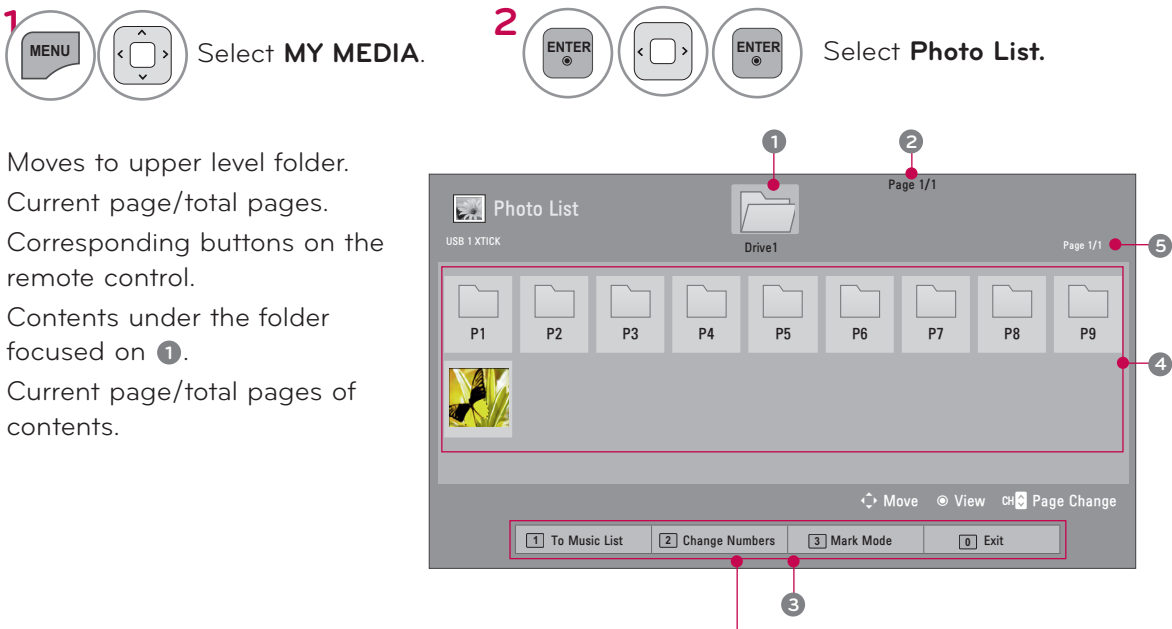 1
MENU
Select MY MEDIA.
2
ENTER
ENTER
Select Photo List.
Moves to upper level folder.
Current page/total pages.
Corresponding buttons on the
remote control.
Contents under the folder
focused on 1.
Current page/total pages of
contents.
1
2
Page 1/1
Photo List
USB 1 XTICK
Drive1
Page 1/1
5
P1
P2
P3
P4
P5
P6
P7
P8
P9
4
Move
View
CH Page Change
1 To Music List
2 Change Numbers
3 Mark Mode
0 Exit
3